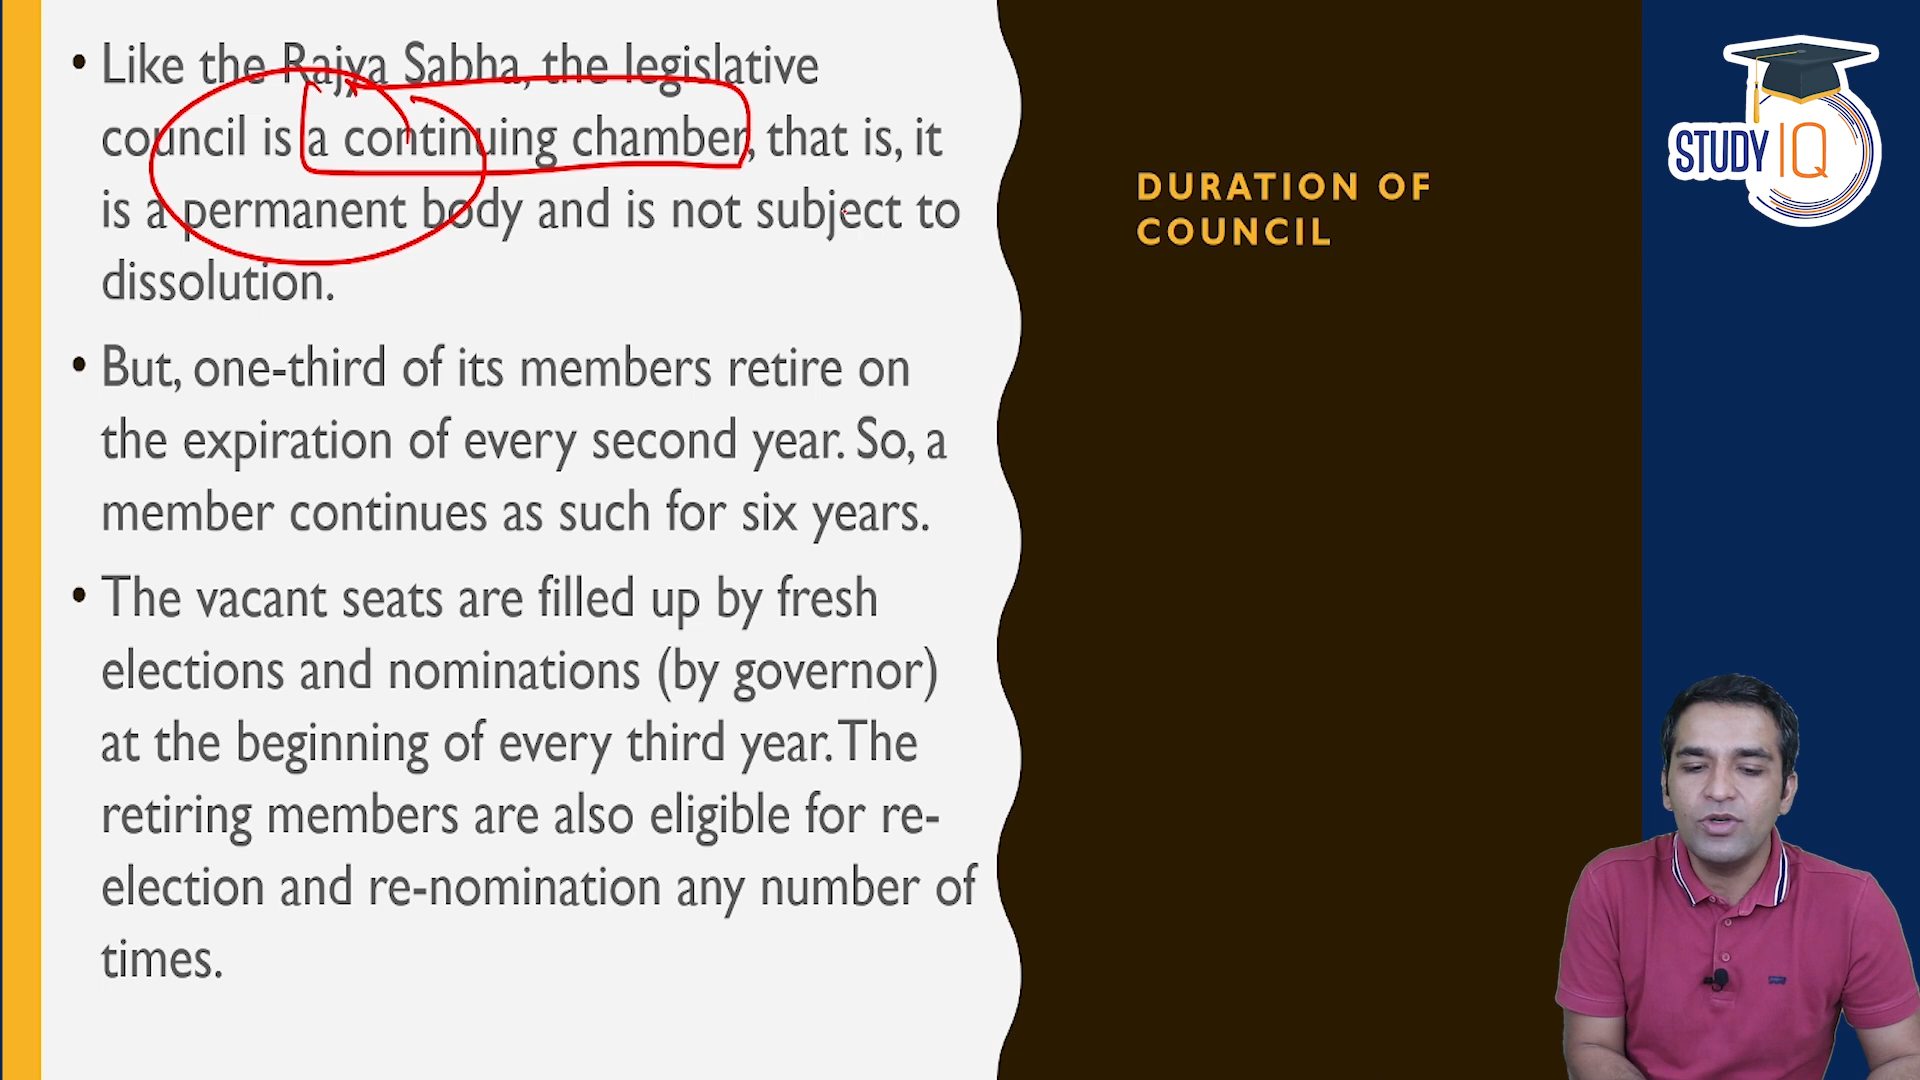 • Like the Rajya Sabha, the legislative
council is a continuing chamber, that is, it
is a permanent body and is not subject to
dissolution.
• But, one-third of its members retire on
the expiration of every second year. So, a
member continues as such for six years.
• The vacant seats are filled up by fresh
elections and nominations (by governor)
at the beginning of every third year. The
retiring members are also eligible for re-
election and re-nomination any number of
times.
DURATION OF
COUNCIL
STUDY IQ